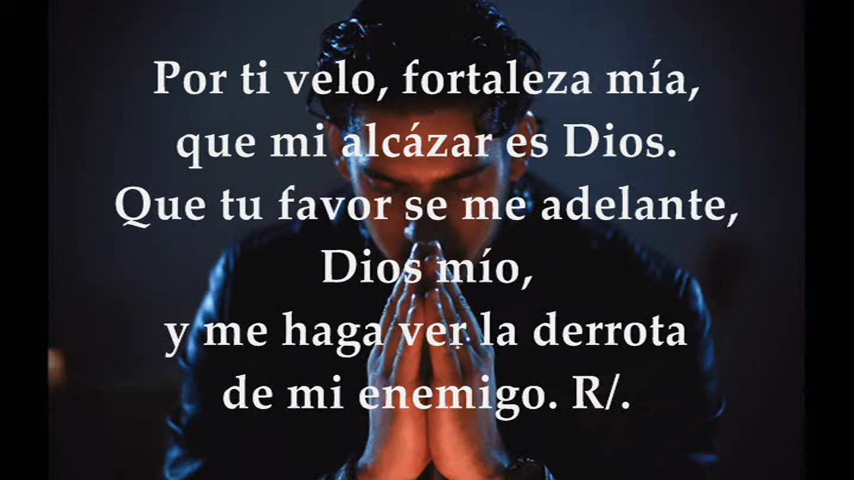 Por ti velo, fortaleza mía,
que mi alcázar es Dios.
Que tu favor se me adelante,
Dios mío,
y me haga ver la derrota
de mi enemigo. R/.